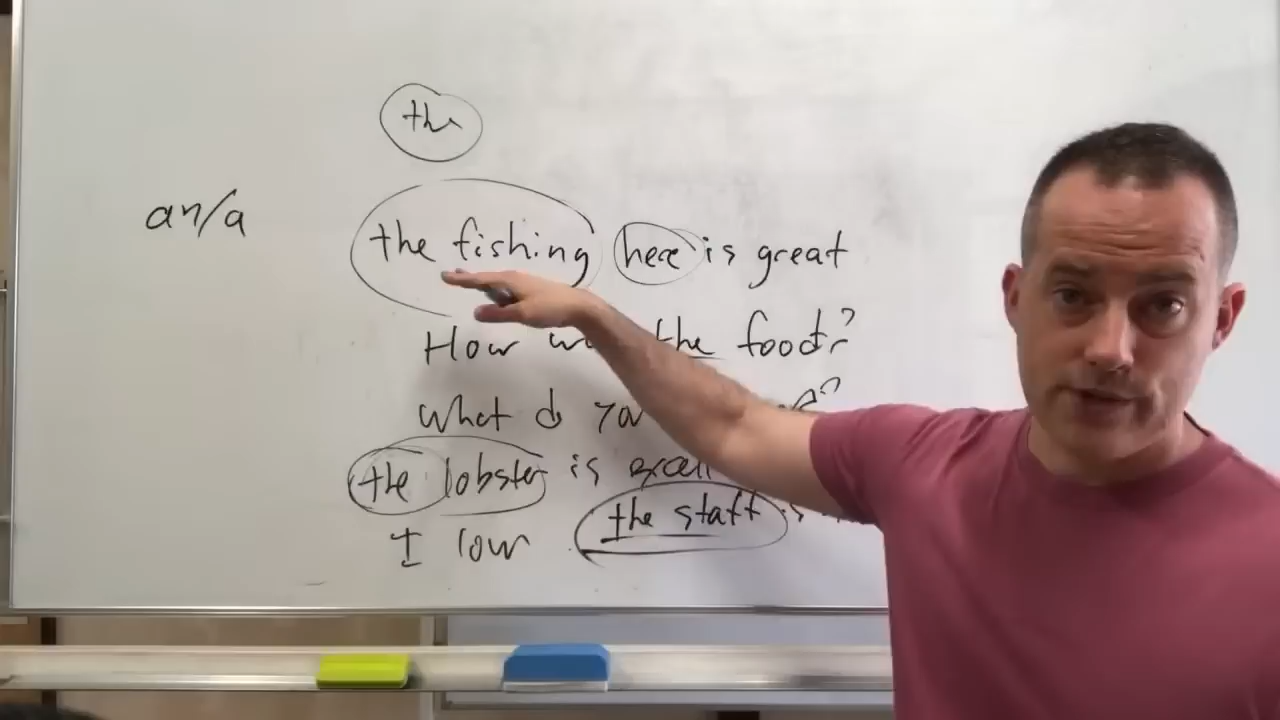 the
an/a
the fishing here is great
How the food?
What do you ?
the lobster is
the staff is
I love